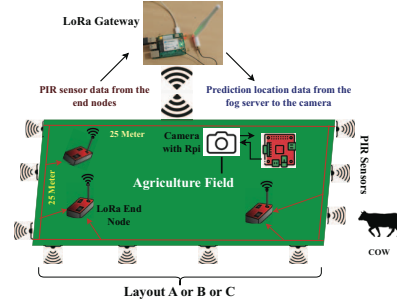 LoRa Gateway
PIR sensor data from the
end nodes
Prediction location data from the
fog server to the camera
25 Meter
25 Meter
Camera
with Rpi
Agriculture Field
LoRa End
Node
PIR Sensors
COW
Layout A or B or C